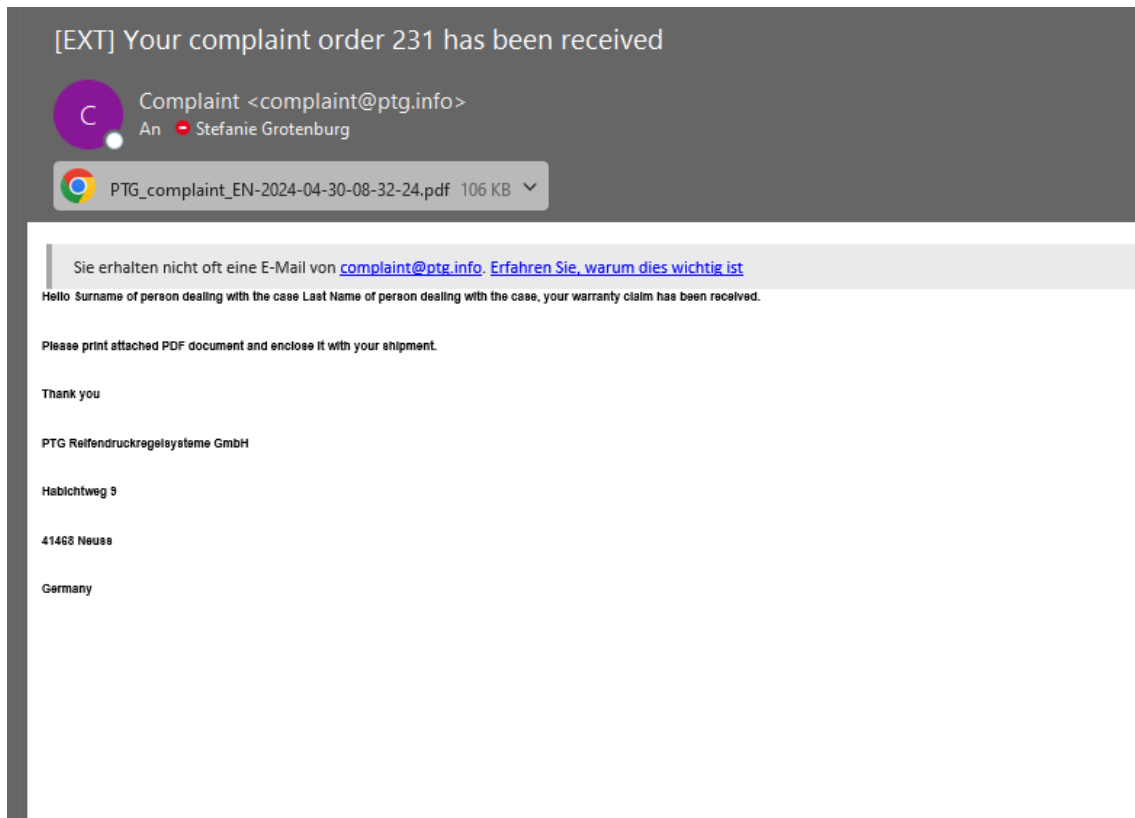 [EXT] Your complaint order 231 has been received
C
Complaint <complaint@ptg.info>
An Stefanie Grotenburg
PTG_complaint_EN-2024-04-30-08-32-24.pdf 106 KB
Sie erhalten nicht oft eine E-Mail von complaint@ptg.info. Erfahren Sie, warum dies wichtig ist
Hello Surname of person dealing with the case Last Name of person dealing with the case, your warranty claim has been received.
Please print attached PDF document and enclose it with your shipment.
Thank you
PTG Reifendruckregelsysteme GmbH
Habichtweg 9
41468 Neuss
Germany